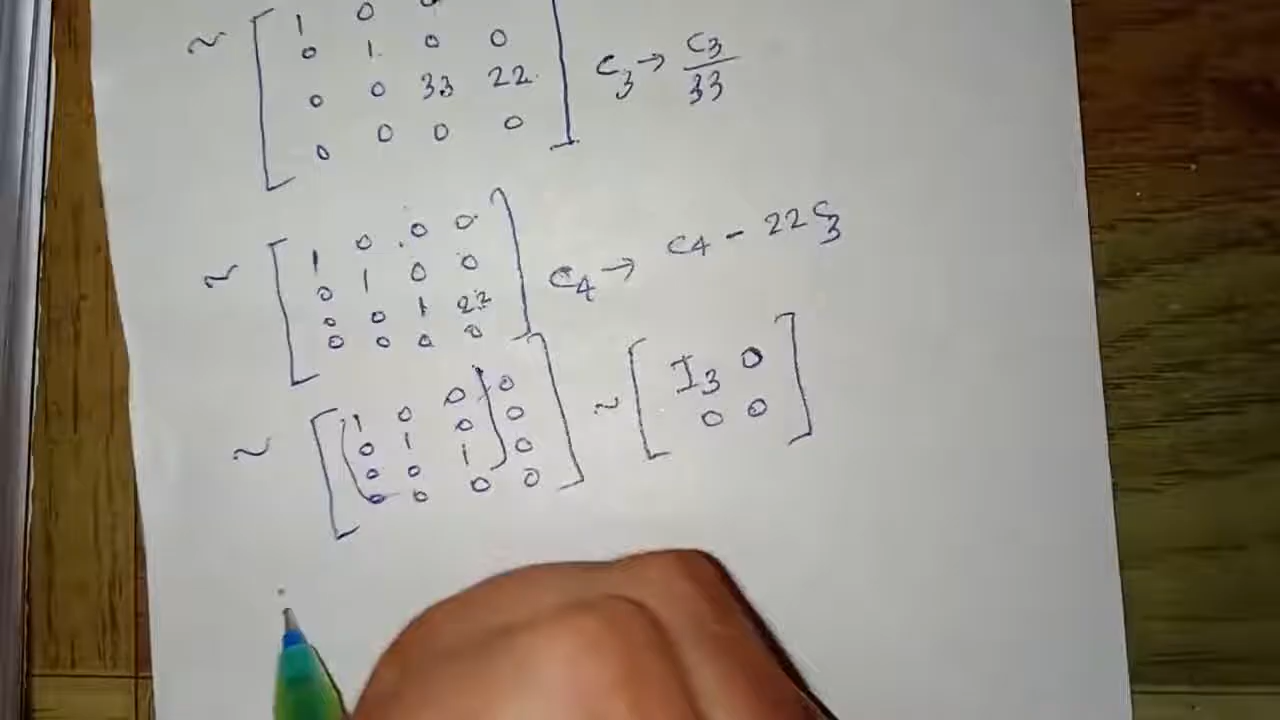 ~ [ 1 0 0
0 1 0 0
0 0 33 22
0 0 0 0 ] C3 → C3/33
~ [ 1 0 0 0
0 1 0 0
0 0 1 22
0 0 0 0 ] C4 → C4 - 22C3
~ [ 1 0 0 0
0 1 0 0
0 0 1 0
0 0 0 0 ] ~ [ I3 0
0 0 ]